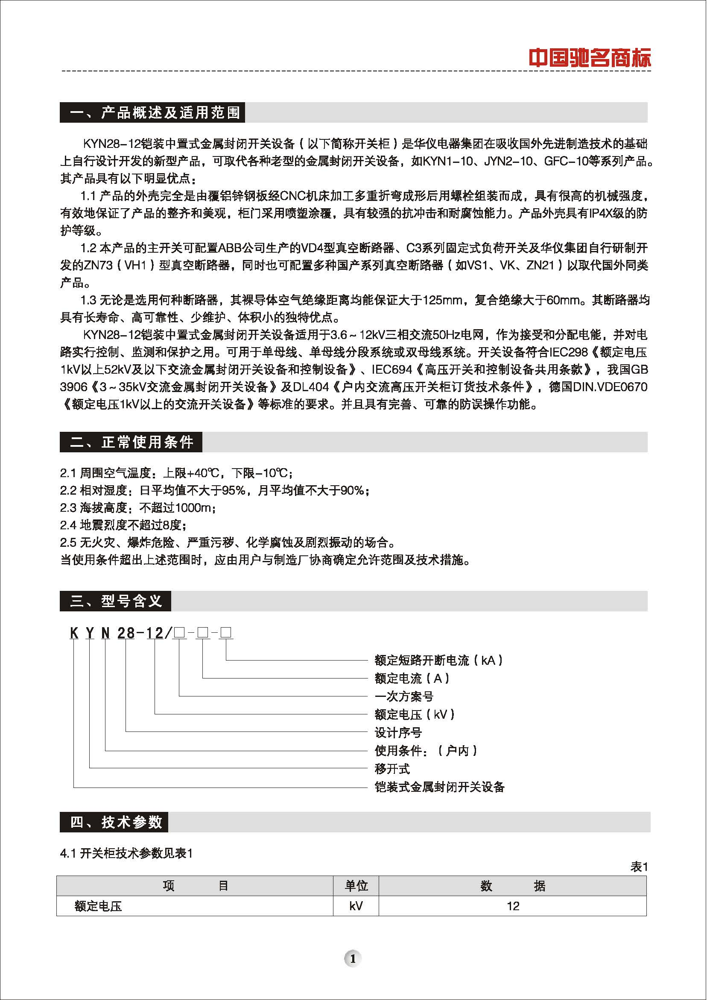 中国驰名商标
一、产品概述及适用范围
KYN28-12铠装中置式金属封闭开关设备（以下简称开关柜）是华仪电器集团在吸收国外先进制造技术的基础
上自行设计开发的新型产品，可取代各种老型的金属封闭开关设备，如KYN1-10、JYN2-10、GFC-10等系列产品。
其产品具有以下明显优点：
1.1 产品的外壳完全是由覆铝锌钢板经CNC机床加工多重折弯成形后用螺栓组装而成，具有很高的机械强度，
有效地保证了产品的整齐和美观，柜门采用喷塑涂覆，具有较强的抗冲击和耐腐蚀能力。产品外壳具有IP4X级的防
护等级。
1.2 本产品的主开关可配置ABB公司生产的VD4型真空断路器、C3系列固定式负荷开关及华仪集团自行研制开
发的ZN73（VH1）型真空断路器，同时也可配置多种国产系列真空断路器（如VS1、VK、ZN21）以取代国外同类
产品。
1.3 无论是选用何种断路器，其裸导体空气绝缘距离均能保证大于125mm，复合绝缘大于60mm。其断路器均
具有长寿命、高可靠性、少维护、体积小的独特优点。
KYN28-12铠装中置式金属封闭开关设备适用于3.6～12kV三相交流50Hz电网，作为接受和分配电能，并对电
路实行控制、监测和保护之用。可用于单母线、单母线分段系统或双母线系统。开关设备符合IEC298《额定电压
1kV以上52kV及以下交流金属封闭开关设备和控制设备》、IEC694《高压开关和控制设备共用条款》，我国GB
3906《3～35kV交流金属封闭开关设备》及DL404《户内交流高压开关柜订货技术条件》，德国DIN.VDE0670
《额定电压1kV以上的交流开关设备》等标准的要求。并且具有完善、可靠的防误操作功能。
二、正常使用条件
2.1 周围空气温度：上限+40℃，下限-10℃；
2.2 相对湿度：日平均值不大于95%，月平均值不大于90%；
2.3 海拔高度：不超过1000m；
2.4 地震烈度不超过8度；
2.5 无火灾、爆炸危险、严重污秽、化学腐蚀及剧烈振动的场合。
当使用条件超出上述范围时，应由用户与制造厂协商确定允许范围及技术措施。
三、型号含义
K Y N 28-12/□-□-□
额定短路开断电流（kA）
额定电流（A）
一次方案号
额定电压（kV）
设计序号
使用条件：（户内）
移开式
铠装式金属封闭开关设备
四、技术参数
4.1 开关柜技术参数见表1
表1
项 目 单位 数 据
额定电压 kV 12
1